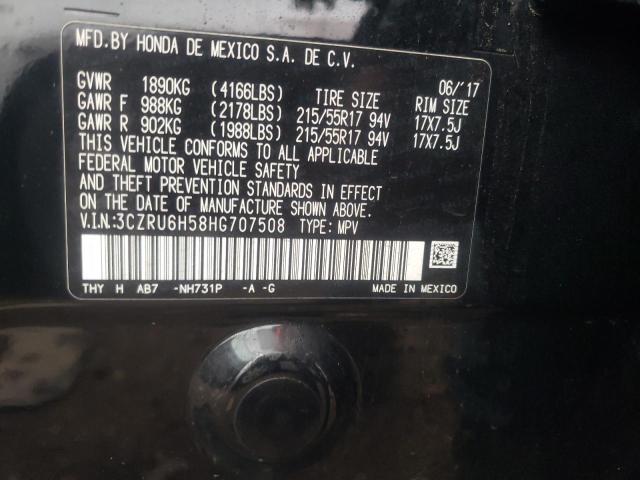 MFD.BY HONDA DE MEXICO S.A. DE C.V.
06/'17
GVWR 1890KG (4166LBS) TIRE SIZE RIM SIZE
GAWR F 988KG (2178LBS) 215/55R17 94V 17X7.5J
GAWR R 902KG (1988LBS) 215/55R17 94V 17X7.5J
THIS VEHICLE CONFORMS TO ALL APPLICABLE
FEDERAL MOTOR VEHICLE SAFETY
AND THEFT PREVENTION STANDARDS IN EFFECT
ON THE DATE OF MANUFACTURE SHOWN ABOVE.
V.I.N.:3CZRU6H58HG707508 TYPE: MPV
THY H AB7 -NH731P -A -G MADE IN MEXICO